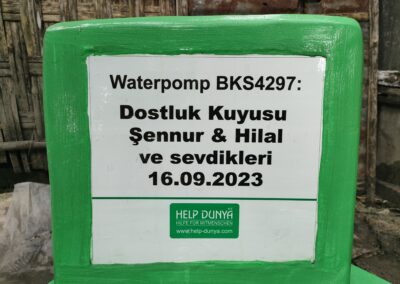 Waterpomp BKS4297:
Dostluk Kuyusu
Şennur & Hilal
ve sevdikleri
16.09.2023
HELP DUNYA
HILFE FÜR MITMENSCHEN
www.help-dunya.com